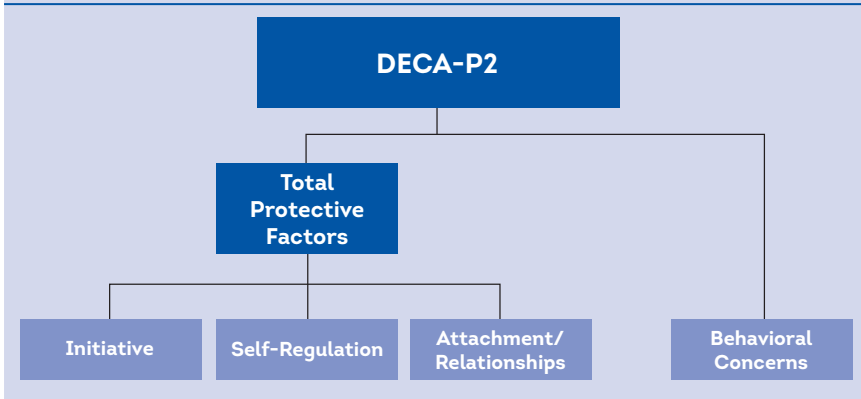 DECA-P2
Total
Protective
Factors
Initiative
Self-Regulation
Attachment/
Relationships
Behavioral
Concerns